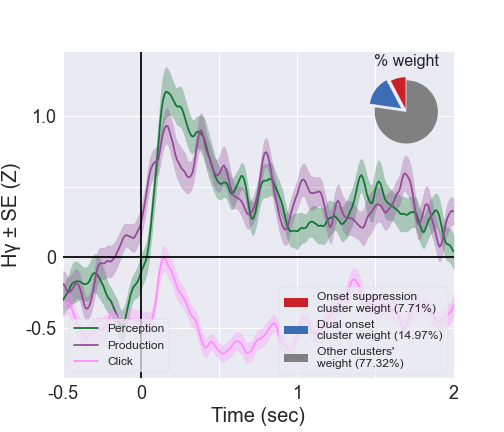 % weight
Hγ ± SE (Z)
1.0
0
-0.5
Perception
Production
Click
Onset suppression
cluster weight (7.71%)
Dual onset
cluster weight (14.97%)
Other clusters'
weight (77.32%)
-0.5
0
1
2
Time (sec)